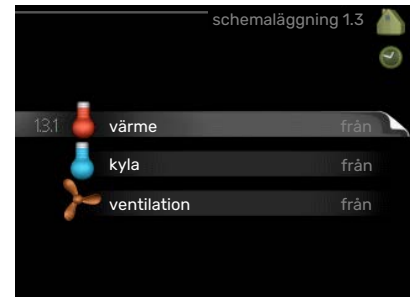 schemaläggning 1.3
1.3.1 värme från
kyla från
ventilation från